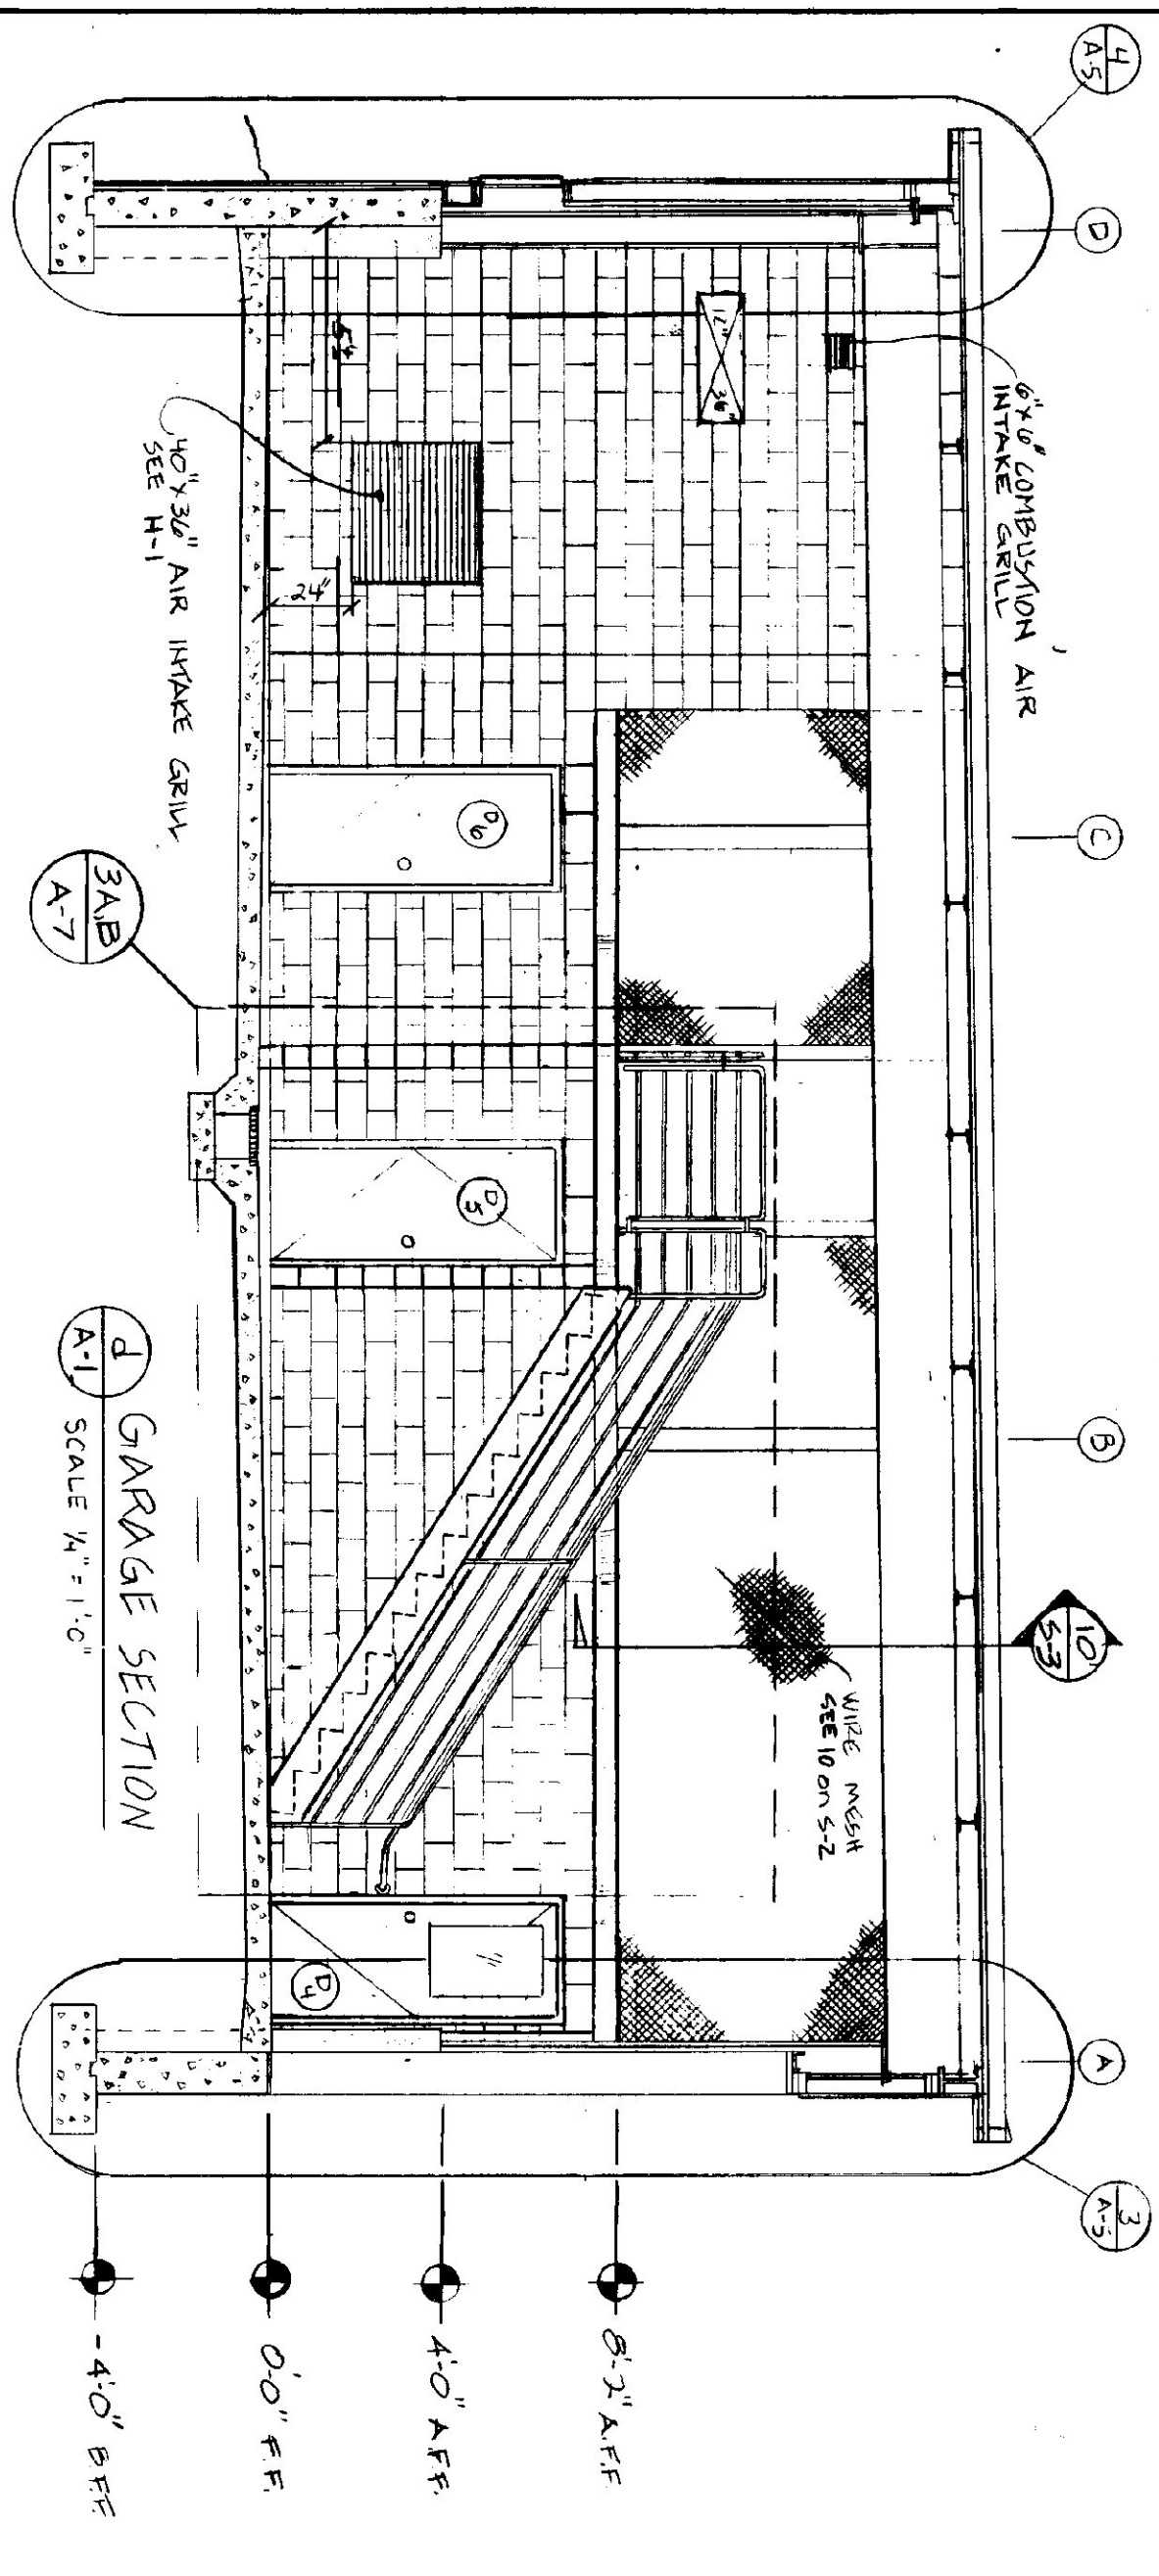 4
A-5
D
C
B
A
10
S-3
3
A-5
6"x6" COMBUSTION AIR
INTAKE GRILL
12"
36"
WIRE MESH
SEE 10 on S-2
8'-2" A.F.F.
4'-0" A.F.F.
0'-0" F.F.
-4'-0" B.F.F.
24"
D6
D5
D4
40"x36" AIR INTAKE GRILL
SEE H-1
3A,B
A-7
d
A-1
GARAGE SECTION
SCALE 1/4" = 1'-0"